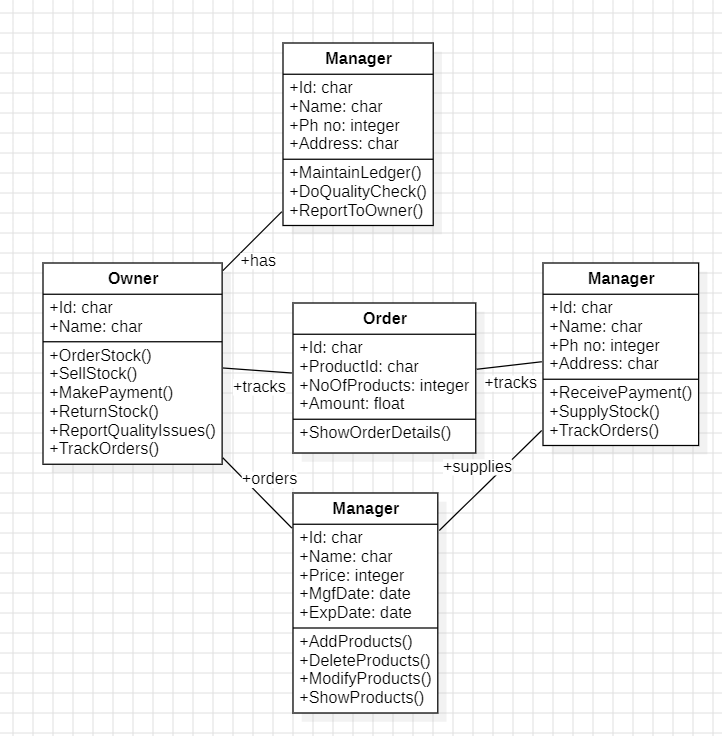 Manager
+Id: char
+Name: char
+Ph no: integer
+Address: char
+MaintainLedger()
+DoQualityCheck()
+ReportToOwner()
+has
Owner
+Id: char
+Name: char
+OrderStock()
+SellStock()
+MakePayment()
+ReturnStock()
+ReportQualityIssues()
+TrackOrders()
+tracks
Order
+Id: char
+ProductId: char
+NoOfProducts: integer
+Amount: float
+ShowOrderDetails()
+tracks
Manager
+Id: char
+Name: char
+Ph no: integer
+Address: char
+ReceivePayment()
+SupplyStock()
+TrackOrders()
+supplies
+orders
Manager
+Id: char
+Name: char
+Price: integer
+MgfDate: date
+ExpDate: date
+AddProducts()
+DeleteProducts()
+ModifyProducts()
+ShowProducts()